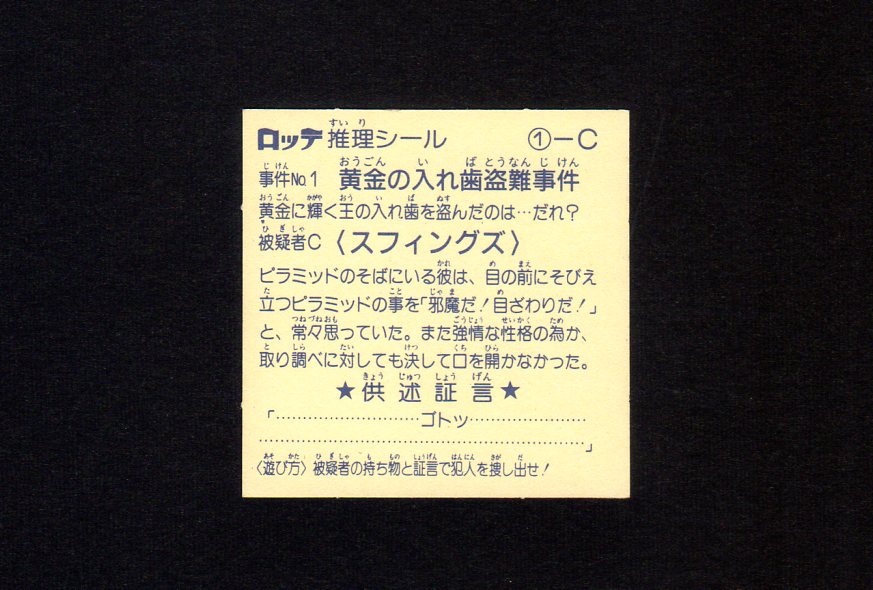 ロッテ推理シール ①-C
事件No.1 黄金の入れ歯盗難事件
黄金に輝く王の入れ歯を盗んだのは…だれ？
被疑者C〈スフィングズ〉
ピラミッドのそばにいる彼は、目の前にそびえ
立つピラミッドの事を「邪魔だ！目ざわりだ！」
と、常々思っていた。また強情な性格の為か、
取り調べに対しても決して口を開かなかった。
★供述証言★
「……………………ゴトッ………………
……………………………………………」
〈遊び方〉被疑者の持ち物と証言で犯人を捜し出せ！